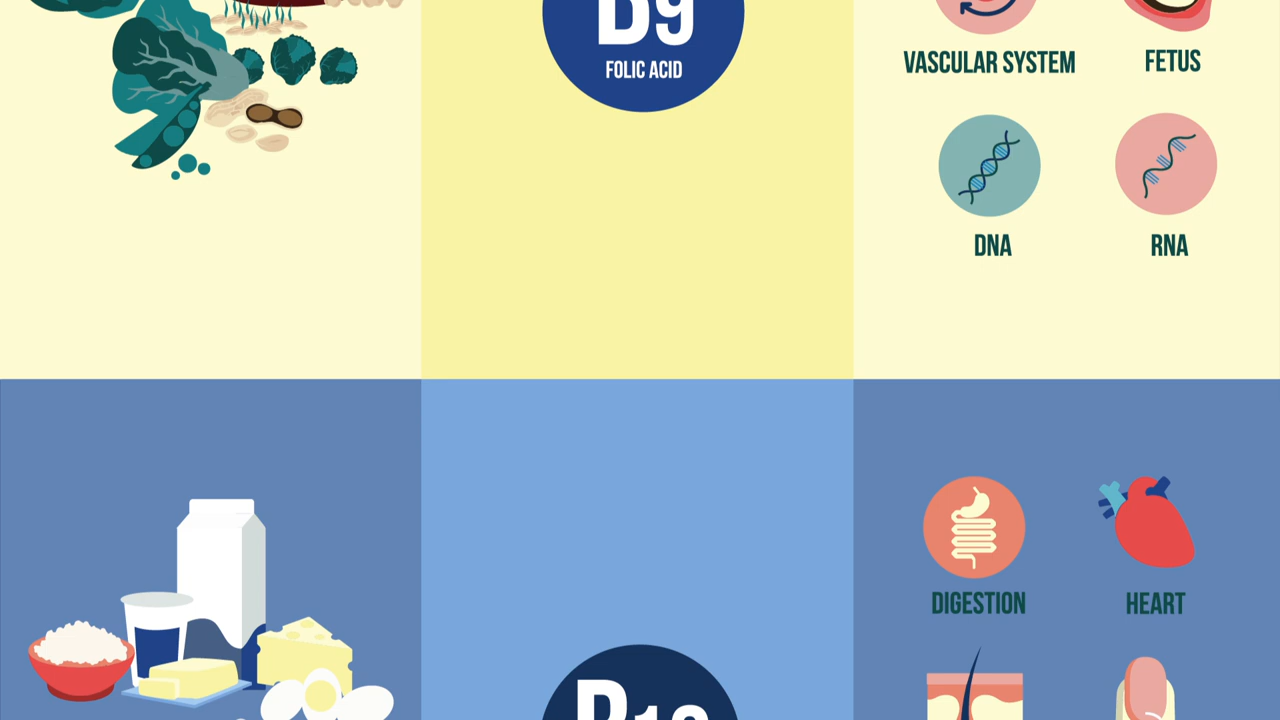 B9
FOLIC ACID
VASCULAR SYSTEM
FETUS
DNA
RNA
DIGESTION
HEART